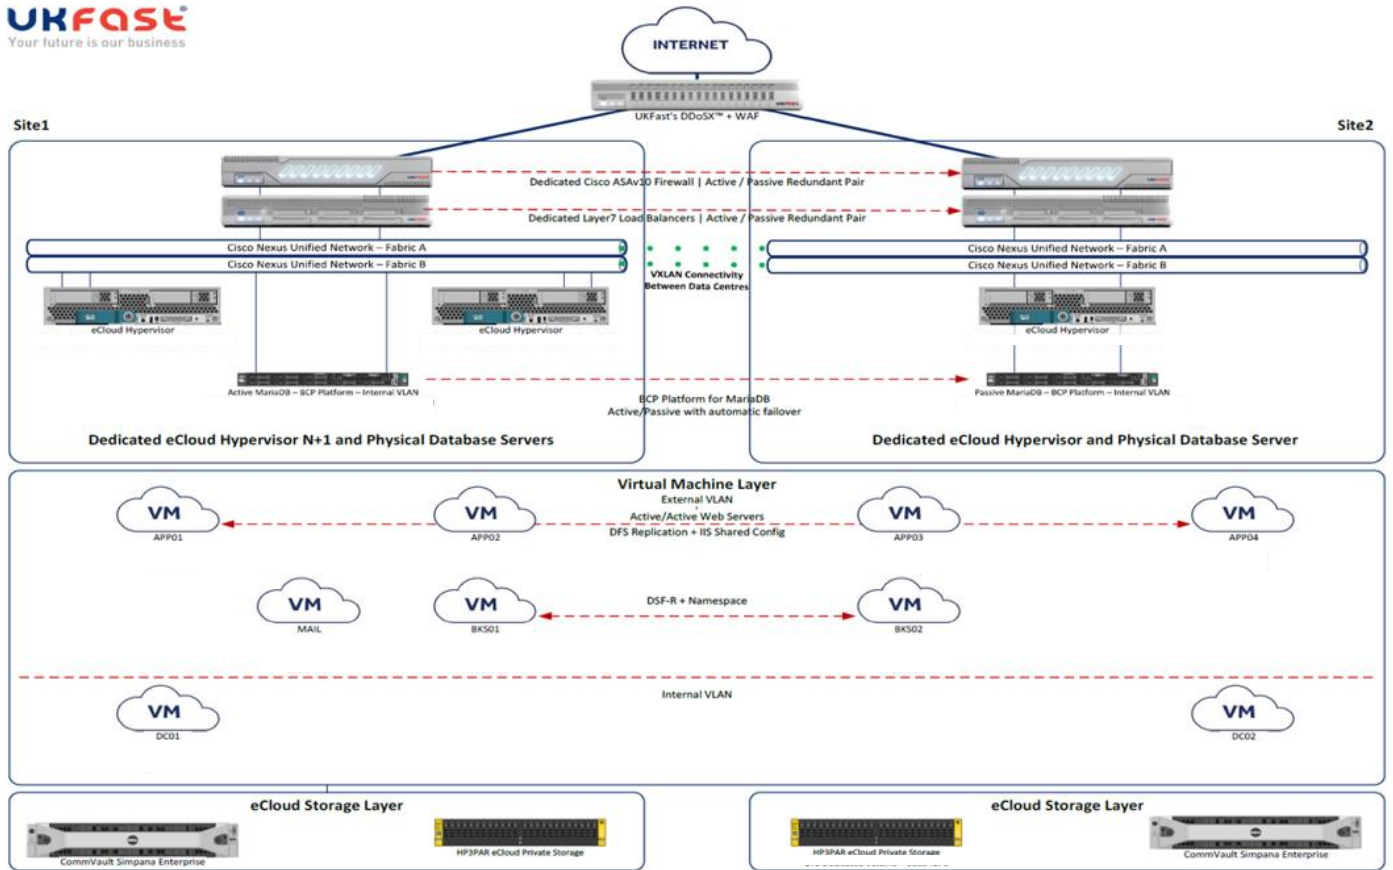 UKFAST
Your future is our business
INTERNET
UKFAST
UKFast's DDoSX™ + WAF
Site1
Site2
UKFAST
UKFAST
Dedicated Cisco ASAv10 Firewall | Active / Passive Redundant Pair
UKFAST
UKFAST
Dedicated Layer7 Load Balancers | Active / Passive Redundant Pair
Cisco Nexus Unified Network – Fabric A
Cisco Nexus Unified Network – Fabric A
Cisco Nexus Unified Network – Fabric B
Cisco Nexus Unified Network – Fabric B
VXLAN Connectivity
Between Data Centres
eCloud Hypervisor
eCloud Hypervisor
eCloud Hypervisor
Active MariaDB – BCP Platform – Internal VLAN
Passive MariaDB – BCP Platform – Internal VLAN
BCP Platform for MariaDB
Active/Passive with automatic failover
Dedicated eCloud Hypervisor N+1 and Physical Database Servers
Dedicated eCloud Hypervisor and Physical Database Server
Virtual Machine Layer
External VLAN
Active/Active Web Servers
DFS Replication + IIS Shared Config
VM
APP01
VM
APP02
VM
APP03
VM
APP04
VM
MAIL
VM
BKS01
DSF-R + Namespace
VM
BKS02
Internal VLAN
VM
DC01
VM
DC02
eCloud Storage Layer
eCloud Storage Layer
CommVault Simpana Enterprise
HP3PAR eCloud Private Storage
HP3PAR eCloud Private Storage
CommVault Simpana Enterprise